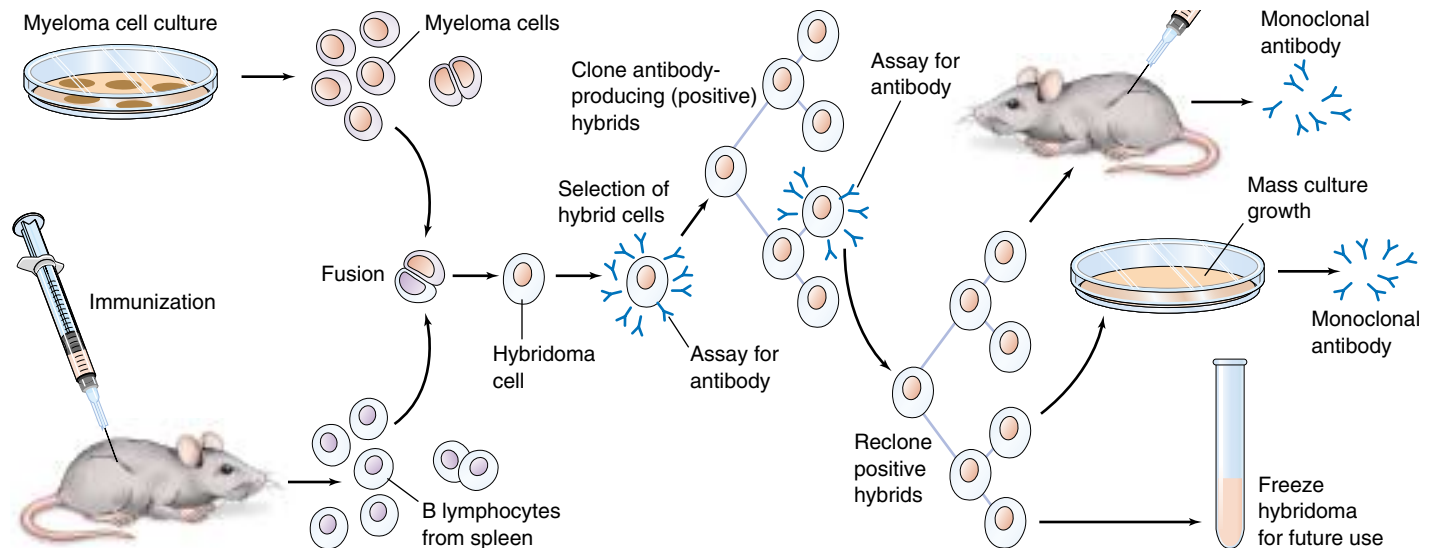 Myeloma cell culture
Myeloma cells
Immunization
B lymphocytes
from spleen
Fusion
Hybridoma
cell
Selection of
hybrid cells
Assay for
antibody
Clone antibody-
producing (positive)
hybrids
Assay for
antibody
Reclone
positive
hybrids
Monoclonal
antibody
Mass culture
growth
Monoclonal
antibody
Freeze
hybridoma
for future use